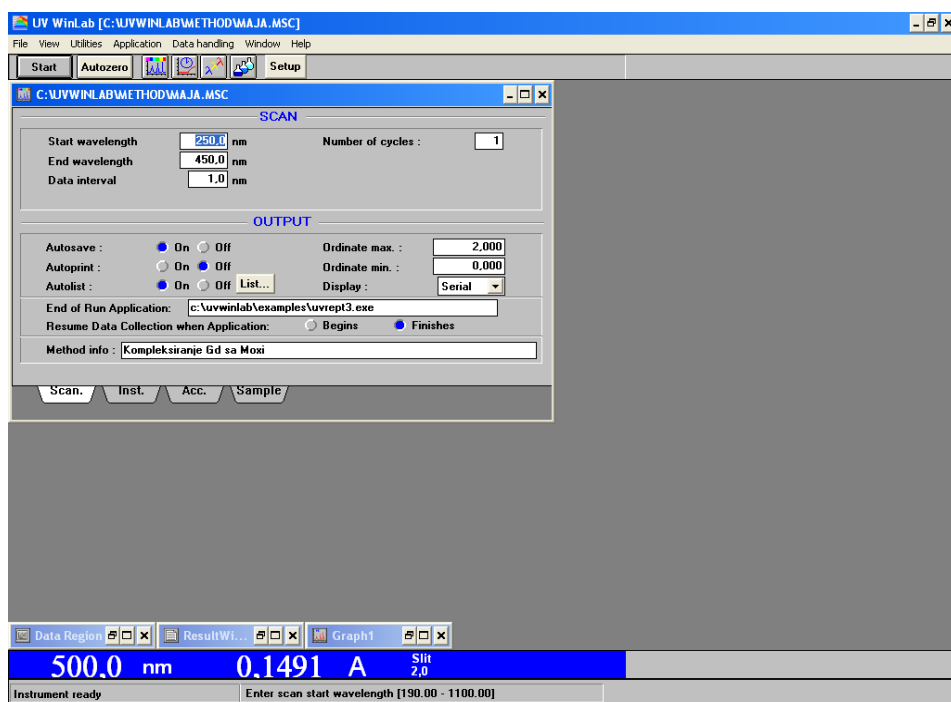 UV WinLab [C:\UVWINLAB\METHOD\MAJA.MSC]
File View Utilities Application Data handling Window Help
Start Autozero Setup
C:\UVWINLAB\METHOD\MAJA.MSC
SCAN
Start wavelength 250,0 nm Number of cycles : 1
End wavelength 450,0 nm
Data interval 1,0 nm
OUTPUT
Autosave : On Off Ordinate max. : 2,000
Autoprint : On Off Ordinate min. : 0,000
Autolist : On Off List... Display : Serial
End of Run Application: c:\uvwinlab\examples\uvrept3.exe
Resume Data Collection when Application: Begins Finishes
Method info : Kompleksiranje Gd sa Moxi
Scan. Inst. Acc. Sample
Data Region ResultWi... Graph1
500,0 nm 0,1491 A Slit 2,0
Instrument ready Enter scan start wavelength [190.00 - 1100.00]